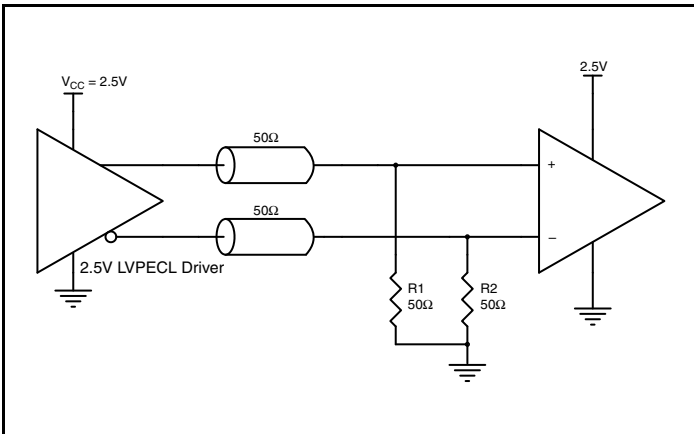 V_CC = 2.5V
2.5V
50Ω
50Ω
+
–
2.5V LVPECL Driver
R1
50Ω
R2
50Ω